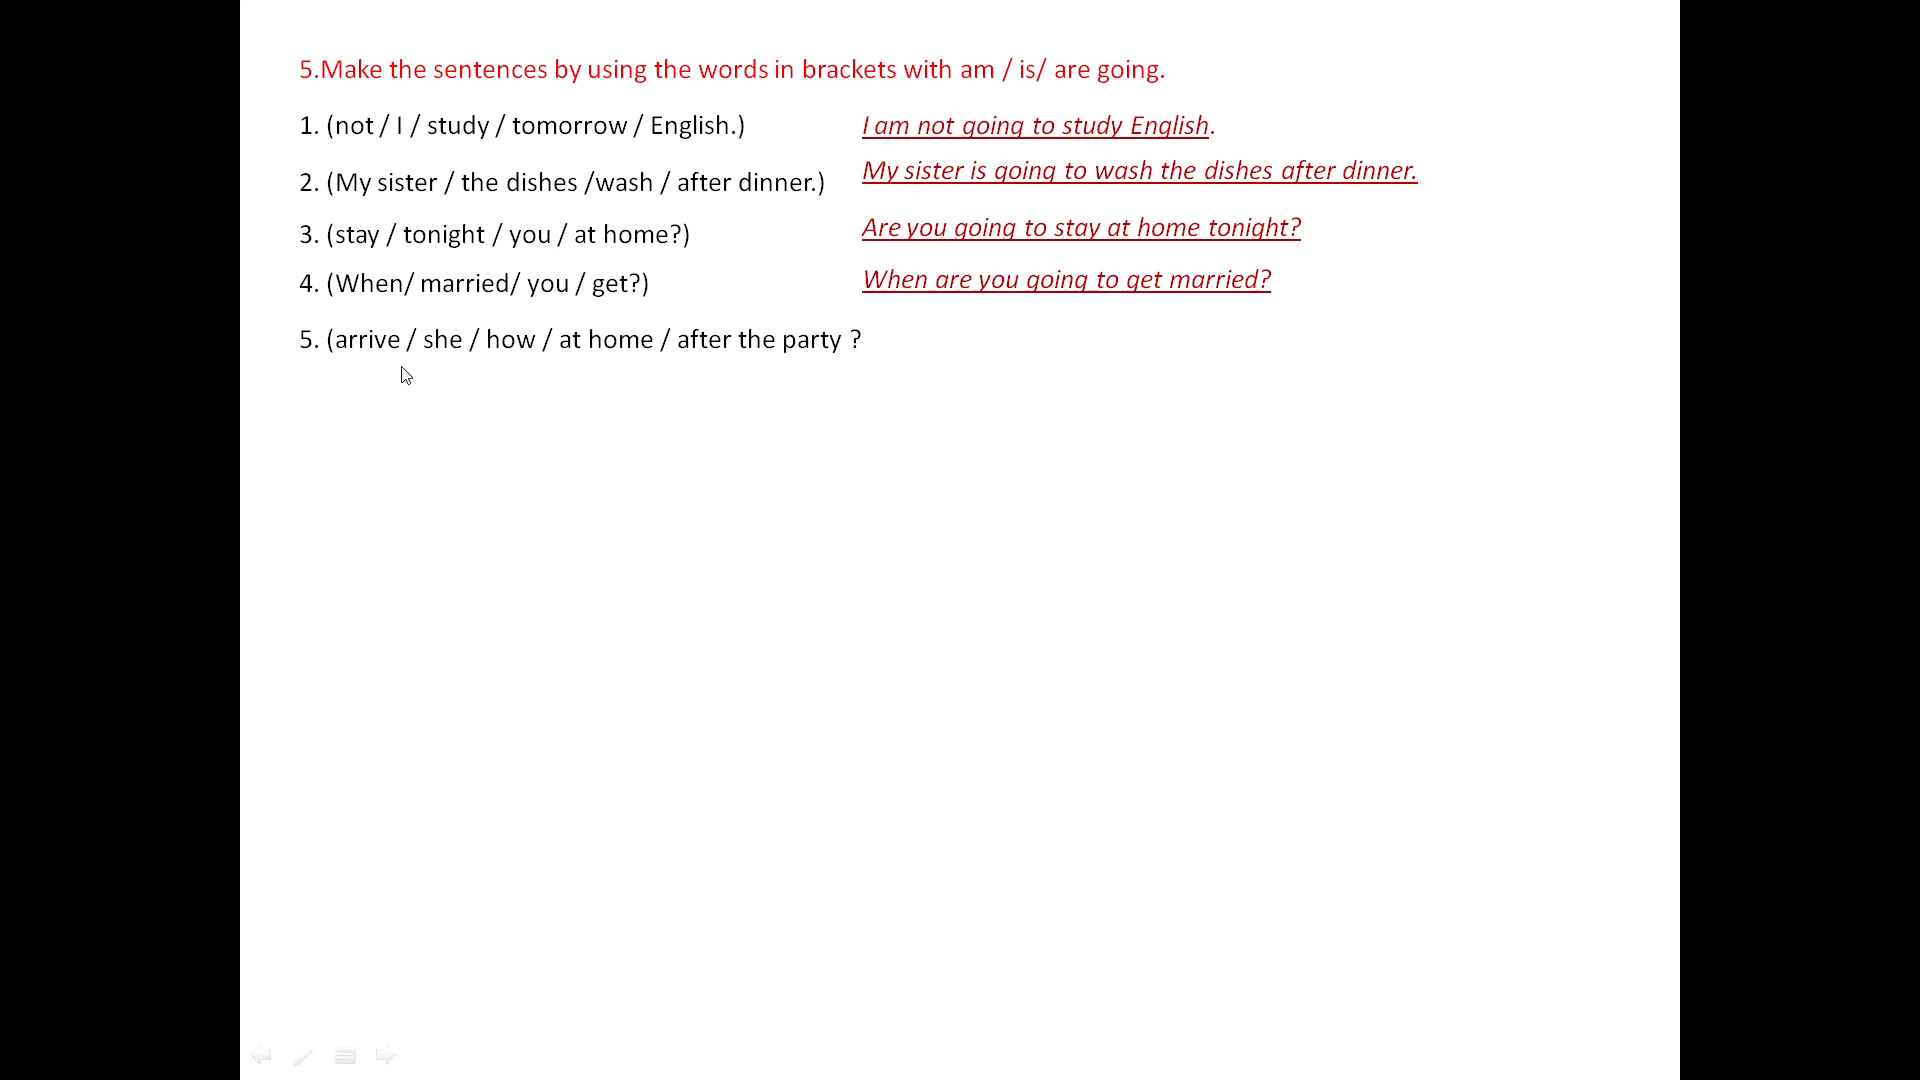 5.Make the sentences by using the words in brackets with am / is/ are going.
1. (not / I / study / tomorrow / English.) I am not going to study English.
2. (My sister / the dishes /wash / after dinner.) My sister is going to wash the dishes after dinner.
3. (stay / tonight / you / at home?) Are you going to stay at home tonight?
4. (When/ married/ you / get?) When are you going to get married?
5. (arrive / she / how / at home / after the party ?